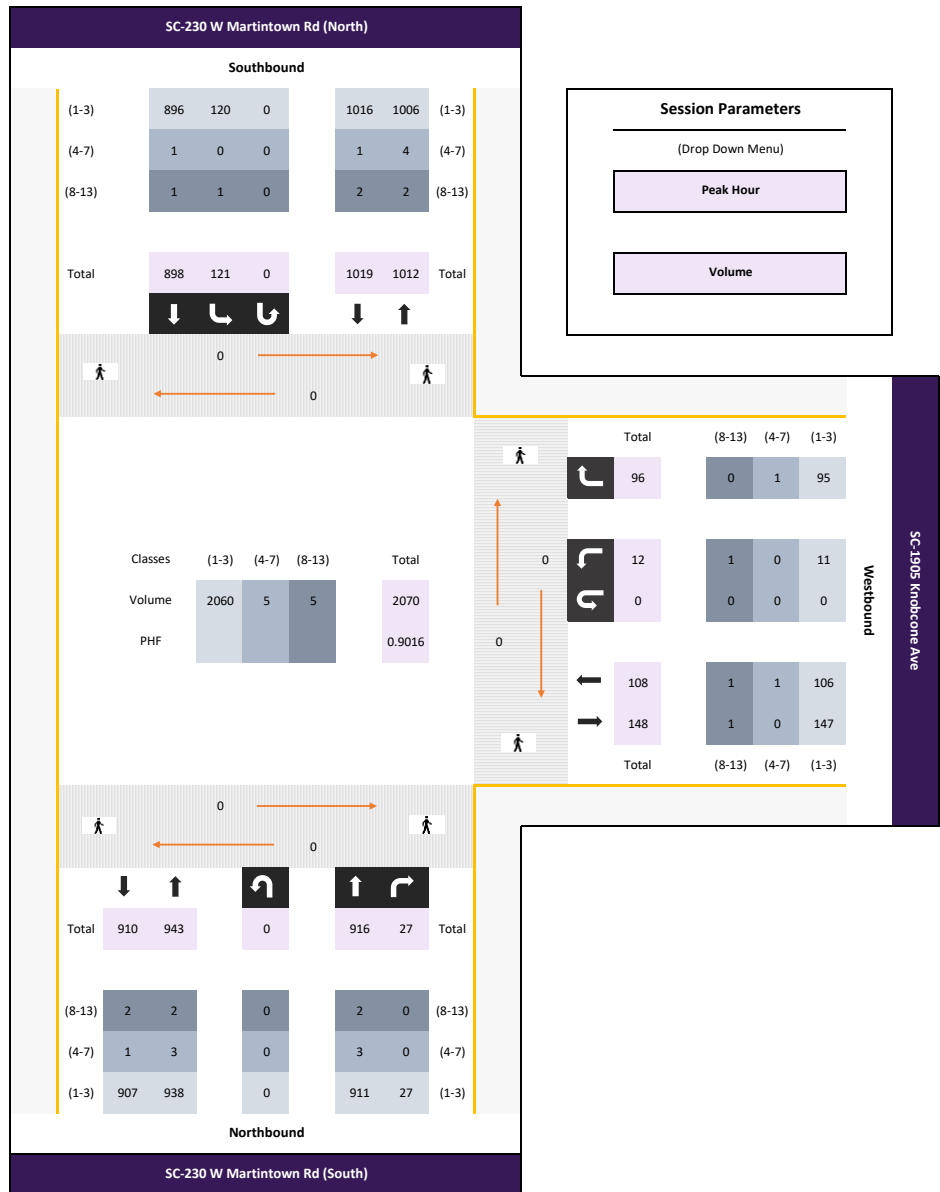 SC-230 W Martintown Rd (North)
Southbound
(1-3) 896 120 0 1016 1006 (1-3)
(4-7) 1 0 0 1 4 (4-7)
(8-13) 1 1 0 2 2 (8-13)
Total 898 121 0 1019 1012 Total
0
0
Session Parameters
(Drop Down Menu)
Peak Hour
Volume
Total (8-13) (4-7) (1-3)
96 0 1 95
0 12 1 0 11
0 0 0 0
0
108 1 1 106
148 1 0 147
Total (8-13) (4-7) (1-3)
Westbound
SC-1905 Knobcone Ave
Classes (1-3) (4-7) (8-13) Total
Volume 2060 5 5 2070
PHF 0.9016
0
0
Total 910 943 0 916 27 Total
(8-13) 2 2 0 2 0 (8-13)
(4-7) 1 3 0 3 0 (4-7)
(1-3) 907 938 0 911 27 (1-3)
Northbound
SC-230 W Martintown Rd (South)